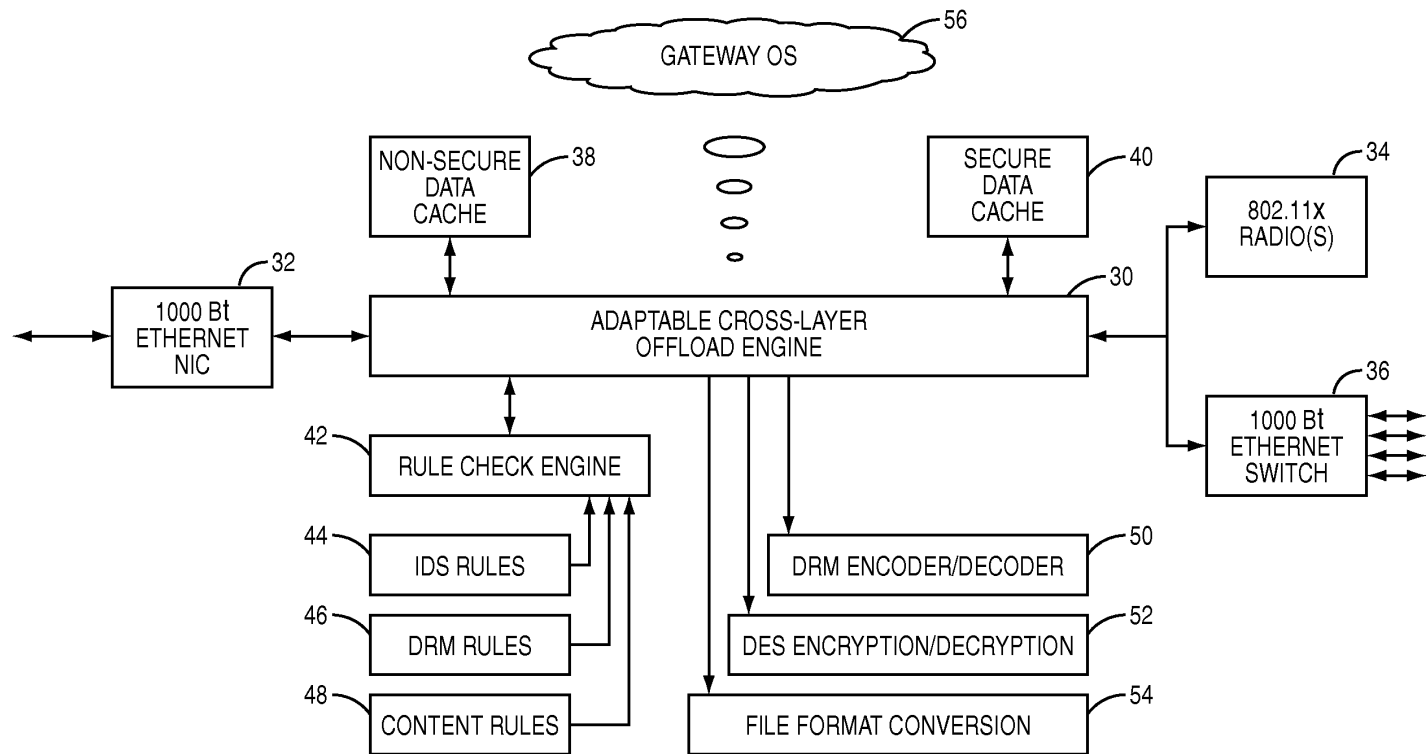 56
GATEWAY OS
NON-SECURE
DATA
CACHE
38
SECURE
DATA
CACHE
40
34
802.11x
RADIO(S)
32
1000 Bt
ETHERNET
NIC
30
ADAPTABLE CROSS-LAYER
OFFLOAD ENGINE
36
1000 Bt
ETHERNET
SWITCH
42
RULE CHECK ENGINE
44
IDS RULES
50
DRM ENCODER/DECODER
46
DRM RULES
52
DES ENCRYPTION/DECRYPTION
48
CONTENT RULES
54
FILE FORMAT CONVERSION